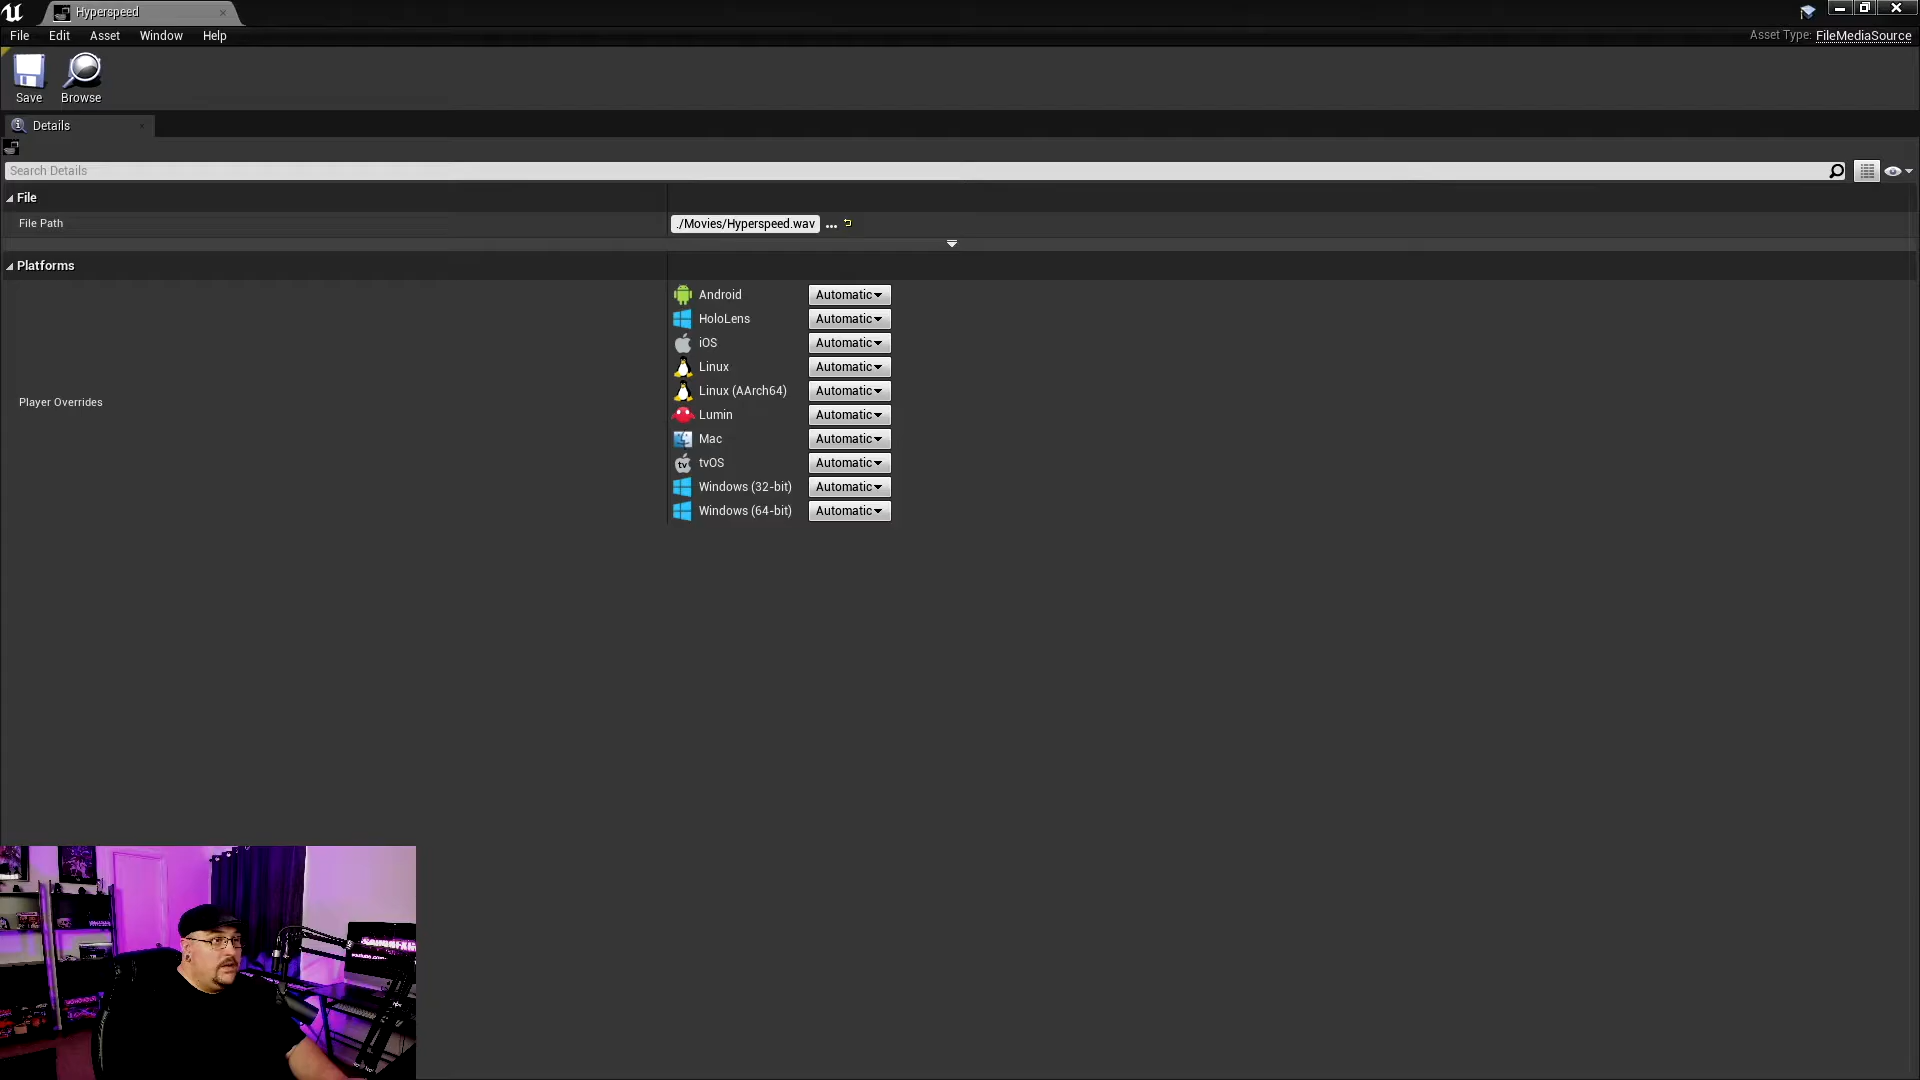 Hyperspeed
File Edit Asset Window Help
Asset Type: FileMediaSource
Save Browse
Details
Search Details
File
File Path ./Movies/Hyperspeed.wav ...
Platforms
Android Automatic
HoloLens Automatic
iOS Automatic
Linux Automatic
Linux (AArch64) Automatic
Player Overrides
Lumin Automatic
Mac Automatic
tvOS Automatic
Windows (32-bit) Automatic
Windows (64-bit) Automatic